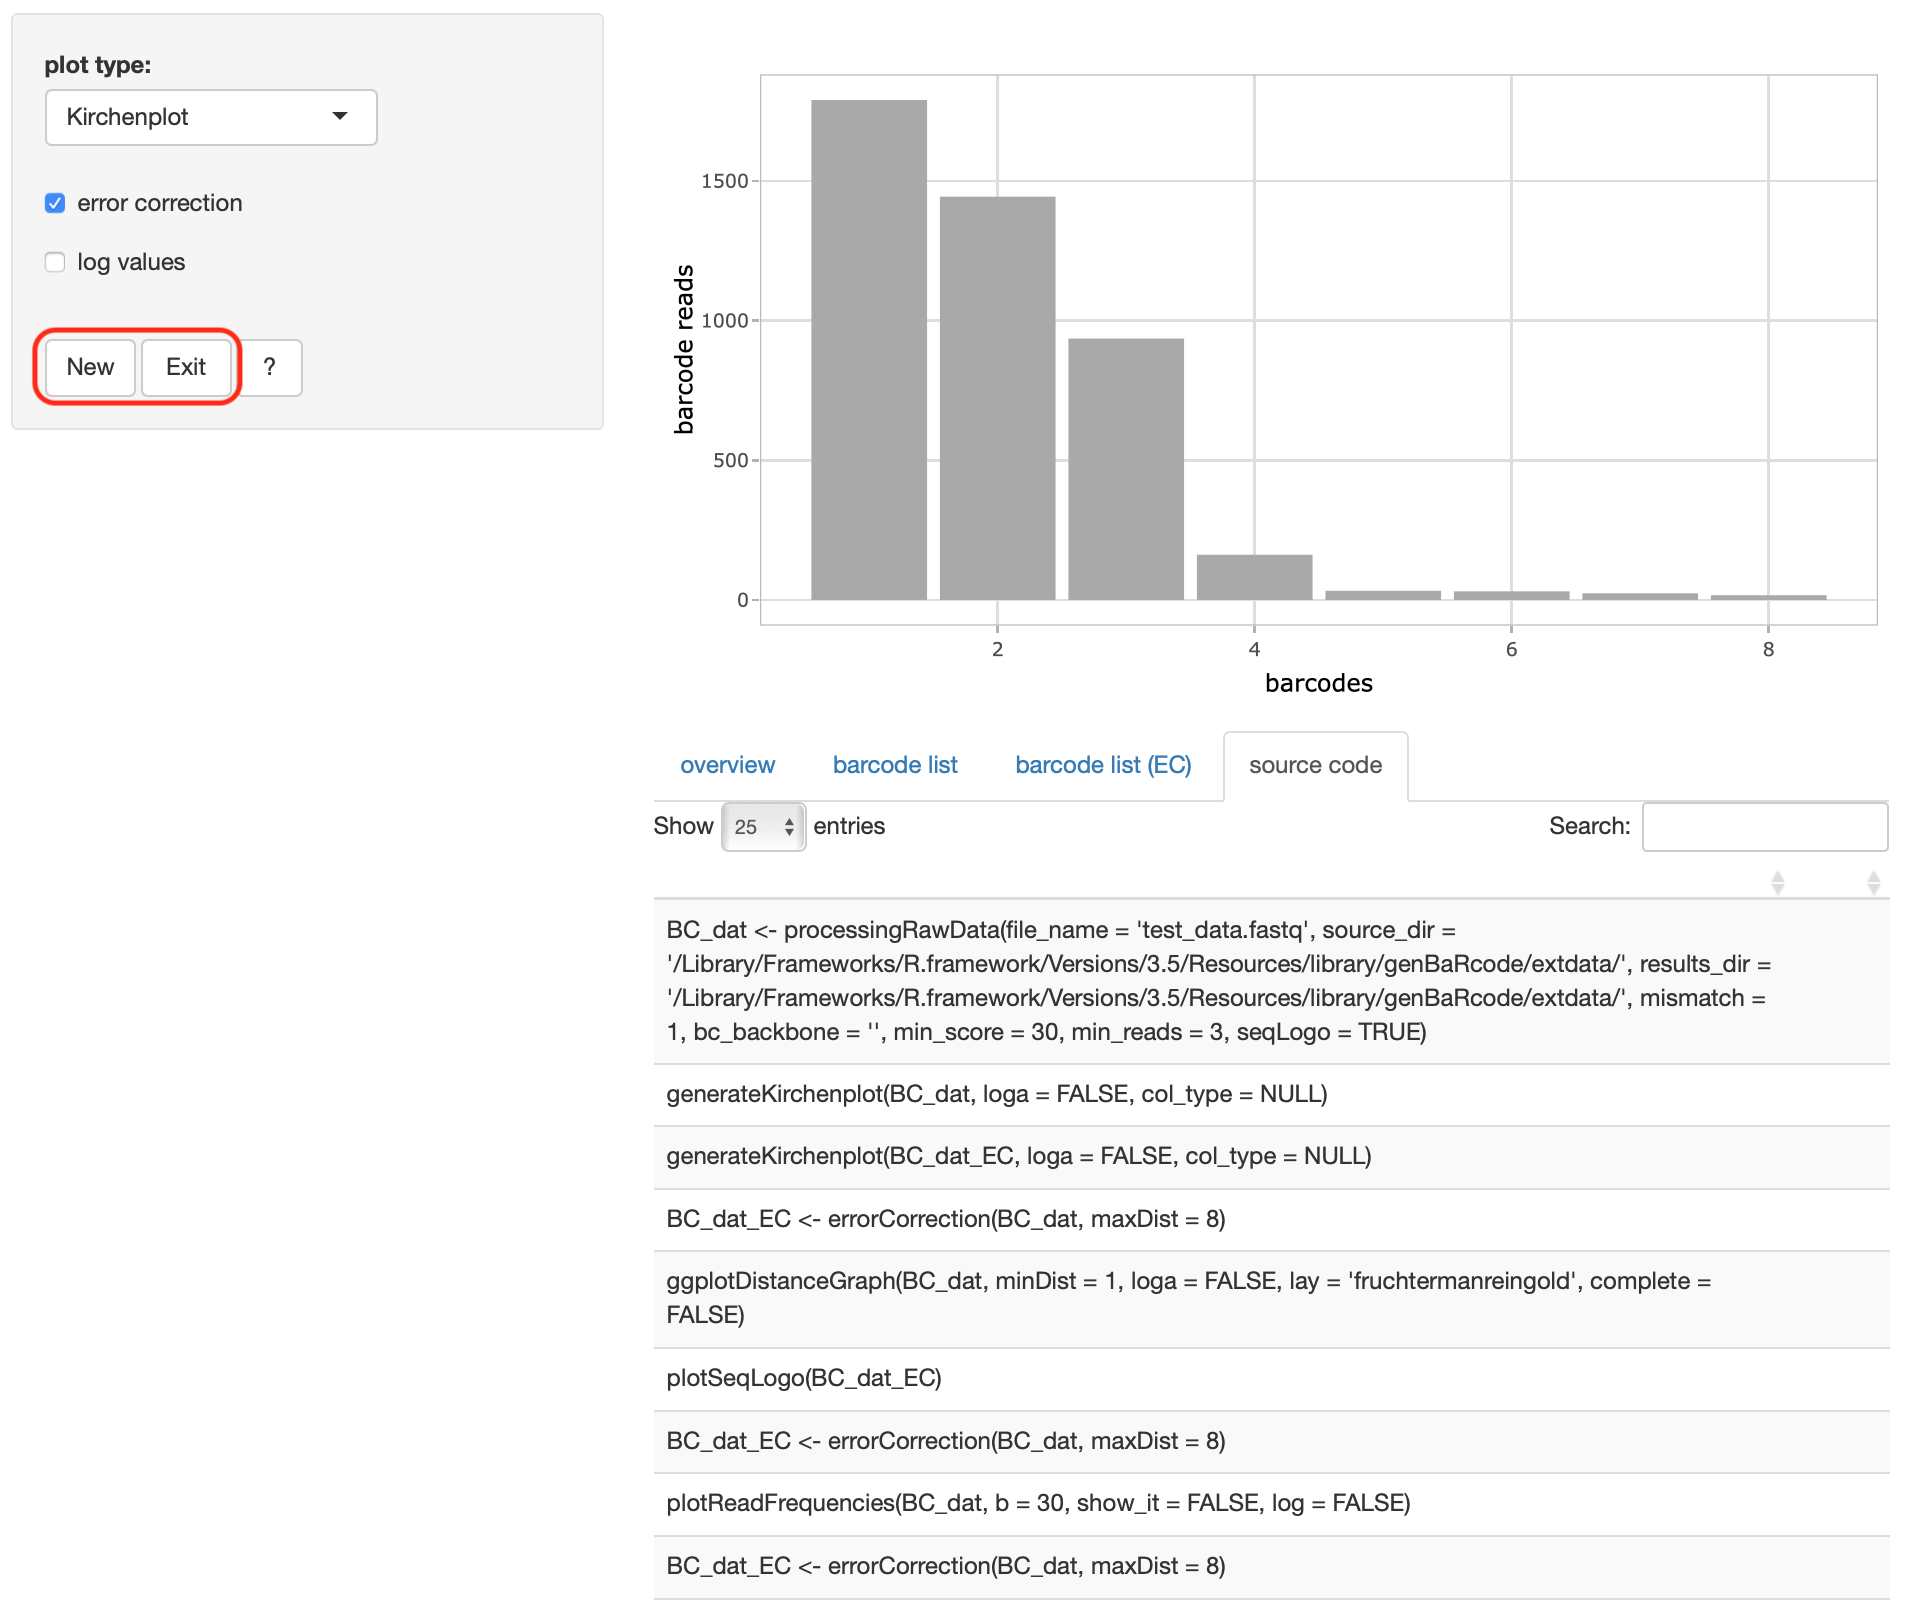 plot type:
Kirchenplot
error correction
log values
New Exit ?
1500
1000
500
0
barcode reads
2 4 6 8
barcodes
overview barcode list barcode list (EC) source code
Show 25 entries Search:
BC_dat <- processingRawData(file_name = 'test_data.fastq', source_dir =
'/Library/Frameworks/R.framework/Versions/3.5/Resources/library/genBaRcode/extdata/', results_dir =
'/Library/Frameworks/R.framework/Versions/3.5/Resources/library/genBaRcode/extdata/', mismatch =
1, bc_backbone = '', min_score = 30, min_reads = 3, seqLogo = TRUE)
generateKirchenplot(BC_dat, loga = FALSE, col_type = NULL)
generateKirchenplot(BC_dat_EC, loga = FALSE, col_type = NULL)
BC_dat_EC <- errorCorrection(BC_dat, maxDist = 8)
ggplotDistanceGraph(BC_dat, minDist = 1, loga = FALSE, lay = 'fruchtermanreingold', complete =
FALSE)
plotSeqLogo(BC_dat_EC)
BC_dat_EC <- errorCorrection(BC_dat, maxDist = 8)
plotReadFrequencies(BC_dat, b = 30, show_it = FALSE, log = FALSE)
BC_dat_EC <- errorCorrection(BC_dat, maxDist = 8)